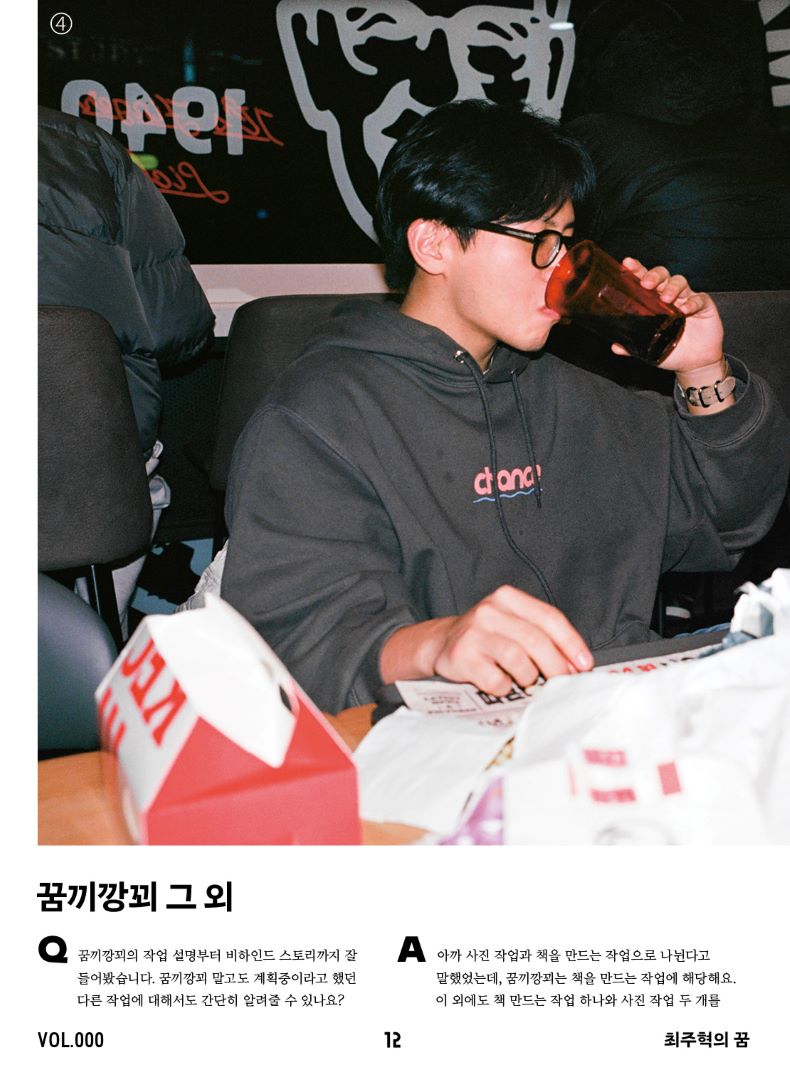 ④
1940
chance
KFC
꿈끼깡꾀 그 외
Q 꿈끼깡꾀의 작업 설명부터 비하인드 스토리까지 잘
들어봤습니다. 꿈끼깡꾀 말고도 계획중이라고 했던
다른 작업에 대해서도 간단히 알려줄 수 있나요?
A 아까 사진 작업과 책을 만드는 작업으로 나뉜다고
말했었는데, 꿈끼깡꾀는 책을 만드는 작업에 해당해요.
이 외에도 책 만드는 작업 하나와 사진 작업 두 개를
VOL.000
12
최주혁의 꿈